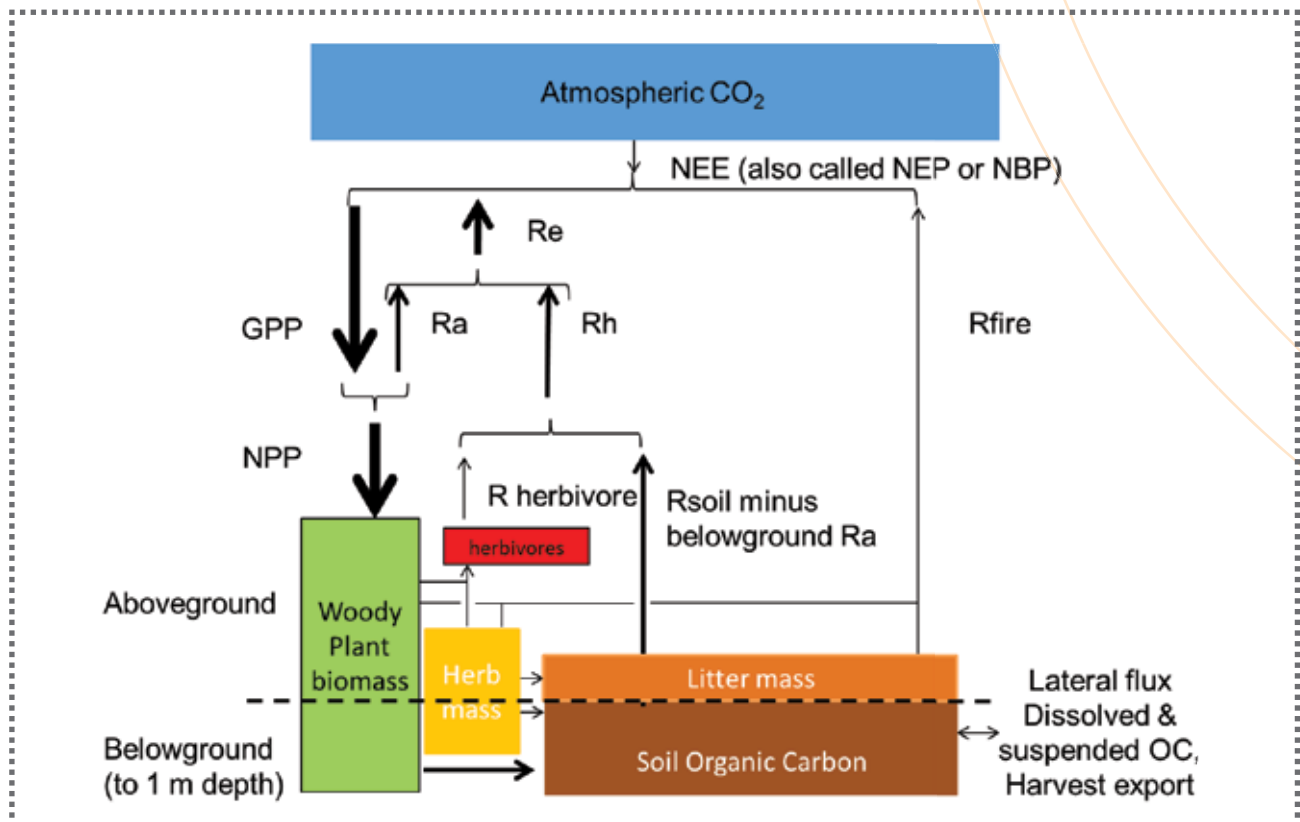 Atmospheric CO₂
NEE (also called NEP or NBP)
Re
GPP
Ra
Rh
Rfire
NPP
R herbivore
Rsoil minus
belowground Ra
herbivores
Aboveground
Woody
Plant
biomass
Herb
mass
Litter mass
Belowground
(to 1 m depth)
Soil Organic Carbon
Lateral flux
Dissolved &
suspended OC,
Harvest export